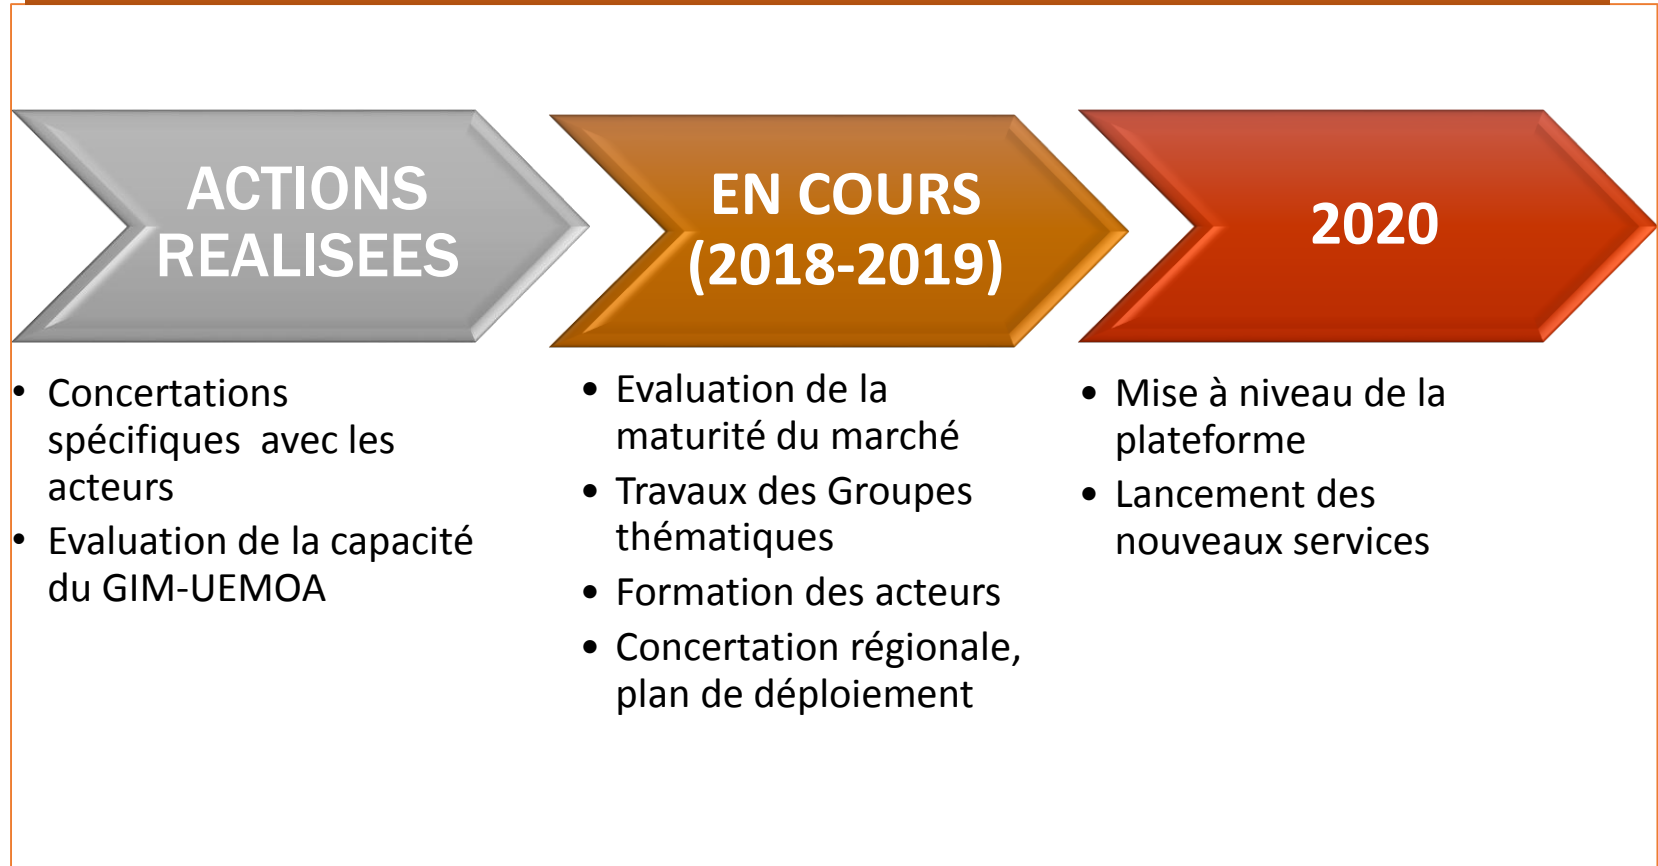 ACTIONS
REALISEES
• Concertations
spécifiques avec les
acteurs
• Evaluation de la capacité
du GIM-UEMOA
EN COURS
(2018-2019)
• Evaluation de la
maturité du marché
• Travaux des Groupes
thématiques
• Formation des acteurs
• Concertation régionale,
plan de déploiement
2020
• Mise à niveau de la
plateforme
• Lancement des
nouveaux services